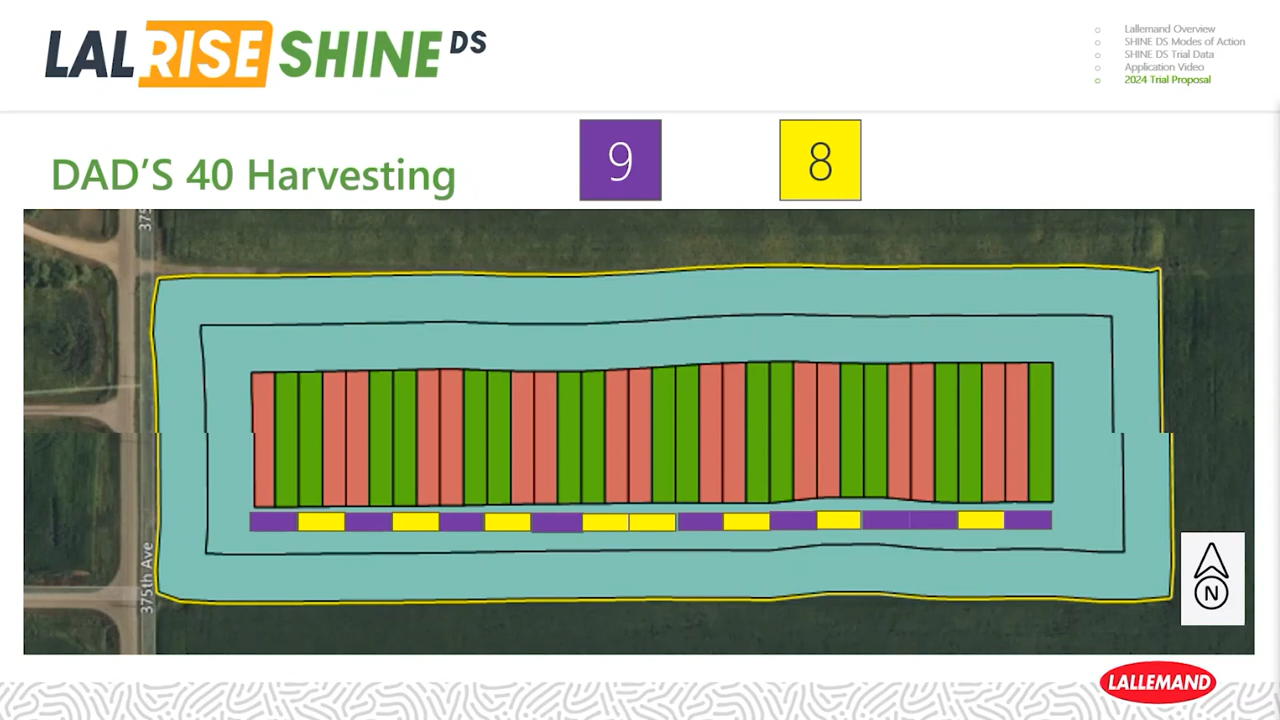 LALRISE SHINE DS
Lallemand Overview
SHINE DS Modes of Action
SHINE DS Trial Data
Application Video
2024 Trial Proposal
DAD'S 40 Harvesting
9
8
375
375th Ave
N
LALLEMAND